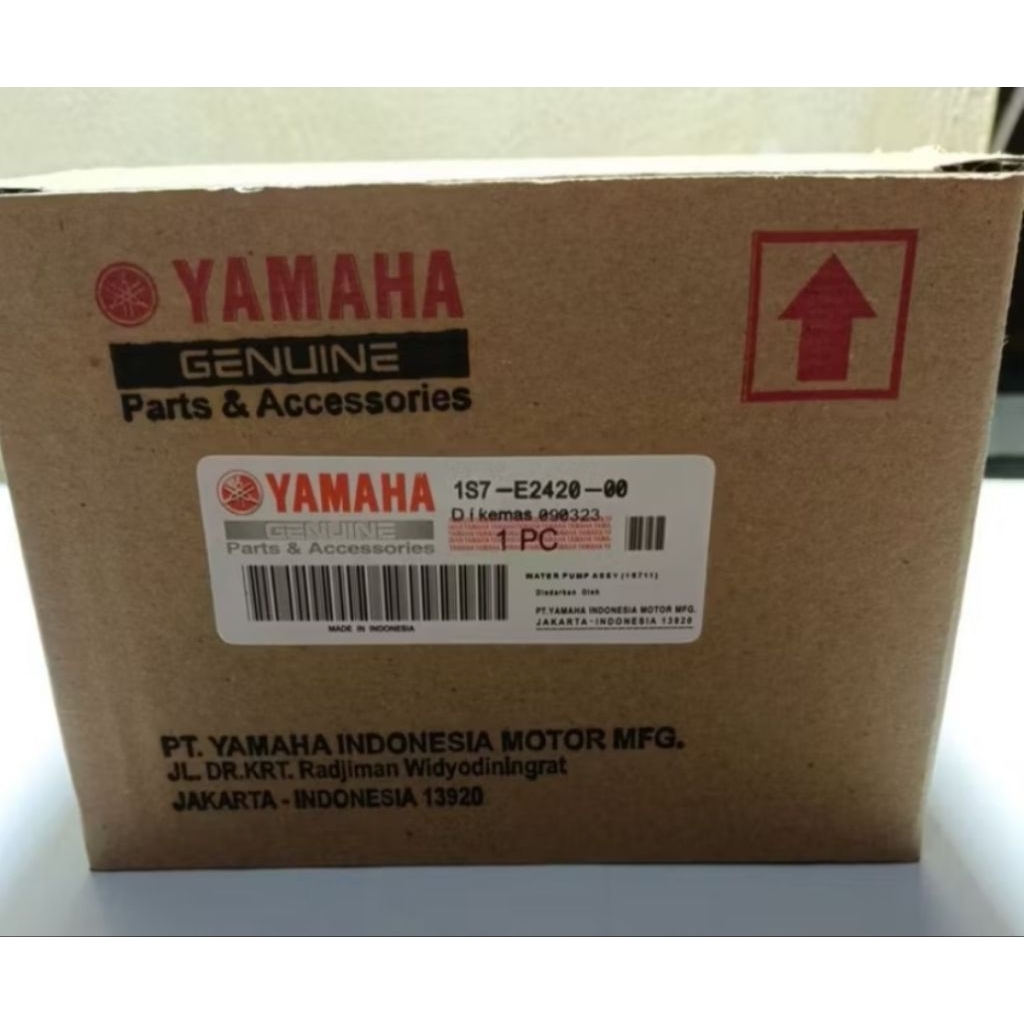 YAMAHA
GENUINE
Parts & Accessories
YAMAHA 1S7-E2420-00
GENUINE Dikemas 090323
Parts & Accessories 1 PC
WATER PUMP ASSY (1S711)
Diedarkan Oleh
PT.YAMAHA INDONESIA MOTOR MFG.
JAKARTA-INDONESIA 13920
MADE IN INDONESIA
PT. YAMAHA INDONESIA MOTOR MFG.
JL. DR.KRT. Radjiman Widyodiningrat
JAKARTA - INDONESIA 13920